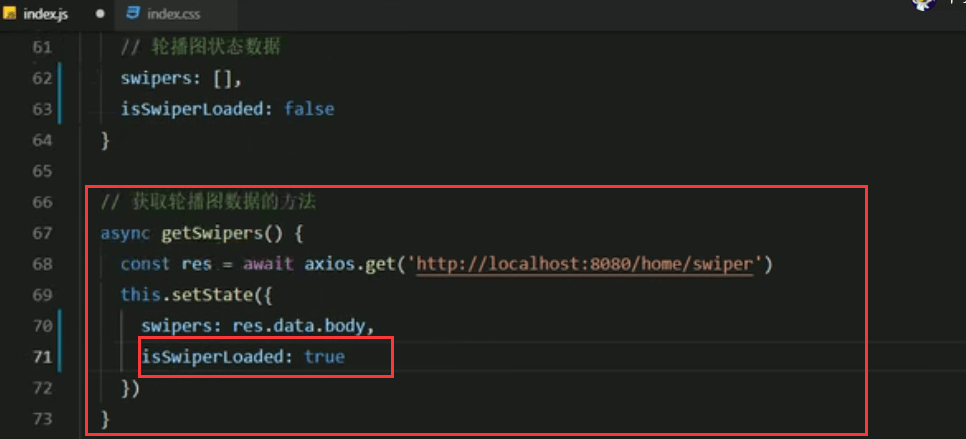 index.js
index.css
61 // 轮播图状态数据
62 swipers: [],
63 isSwiperLoaded: false
64 }
65
66 // 获取轮播图数据的方法
67 async getSwipers() {
68 const res = await axios.get('http://localhost:8080/home/swiper')
69 this.setState({
70 swipers: res.data.body,
71 isSwiperLoaded: true
72 })
73 }